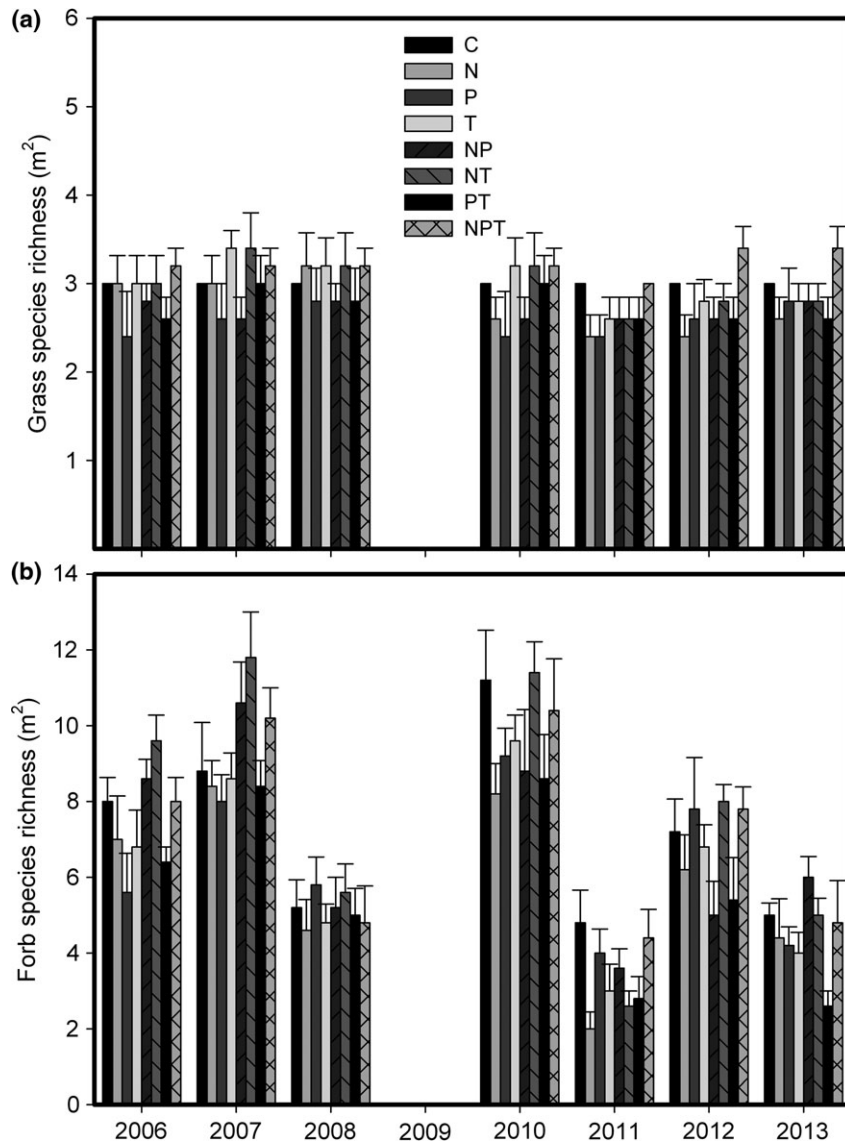 (a)
Grass species richness (m²)
6
5
4
3
2
1
C
N
P
T
NP
NT
PT
NPT
(b)
Forb species richness (m²)
14
12
10
8
6
4
2
0
2006 2007 2008 2009 2010 2011 2012 2013